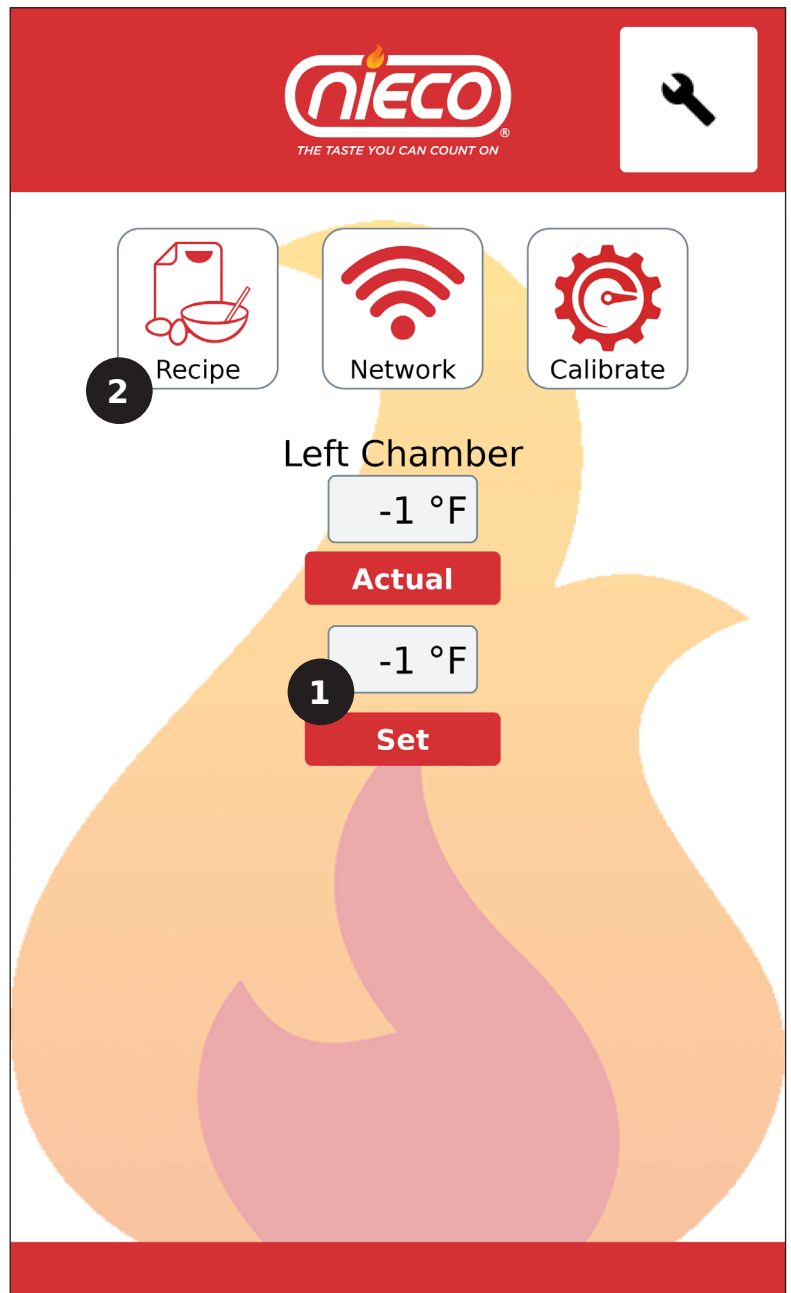 NIECO®
THE TASTE YOU CAN COUNT ON
Recipe
Network
Calibrate
2
Left Chamber
-1 °F
Actual
-1 °F
1
Set